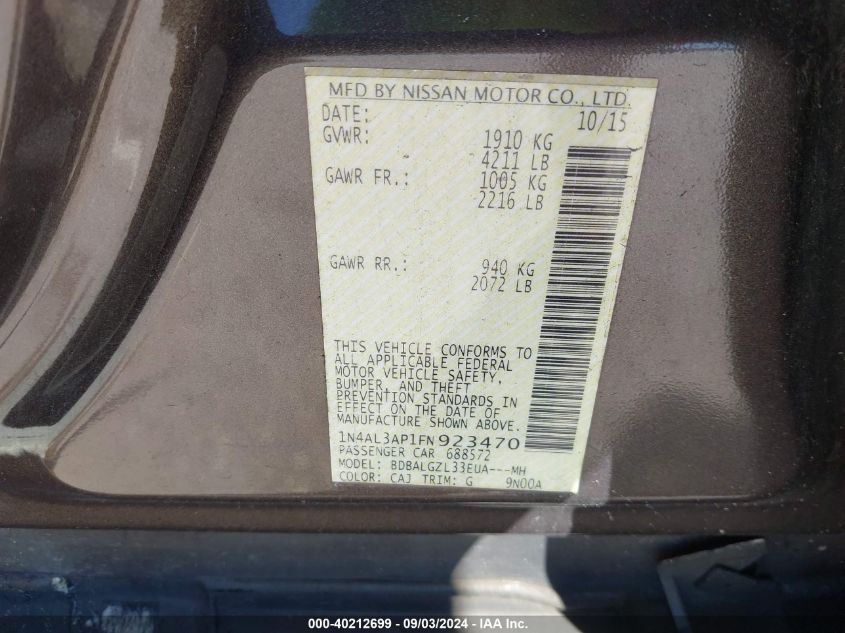 MFD BY NISSAN MOTOR CO., LTD.
DATE: 10/15
GVWR: 1910 KG
4211 LB
GAWR FR.: 1005 KG
2216 LB
GAWR RR.: 940 KG
2072 LB
THIS VEHICLE CONFORMS TO
ALL APPLICABLE FEDERAL
MOTOR VEHICLE SAFETY,
BUMPER, AND THEFT
PREVENTION STANDARDS IN
EFFECT ON THE DATE OF
MANUFACTURE SHOWN ABOVE.
1N4AL3AP1FN923470
PASSENGER CAR 688572
MODEL: BDBALGZL33EUA---MH
COLOR: CAJ TRIM: G 9N00A
000-40212699 - 09/03/2024 - IAA Inc.